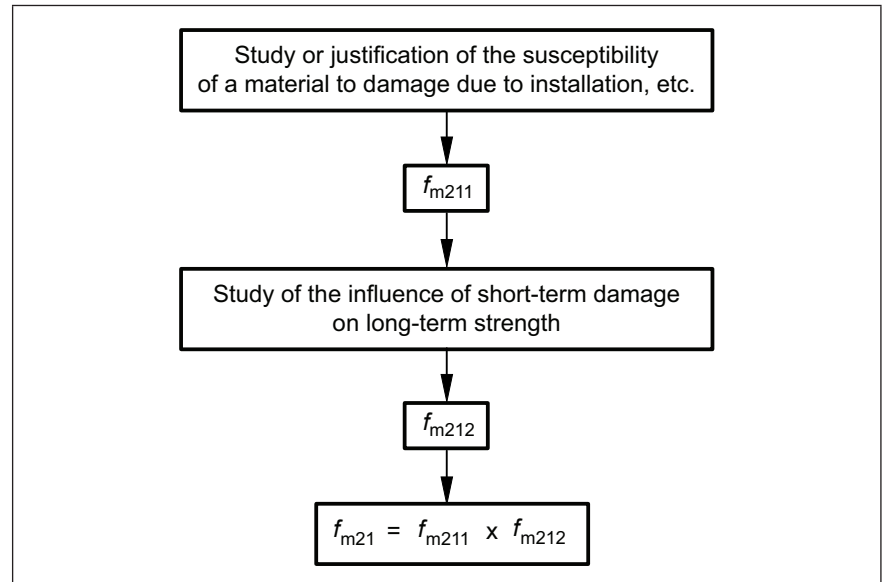 Study or justification of the susceptibility
of a material to damage due to installation, etc.
fm211
Study of the influence of short-term damage
on long-term strength
fm212
fm21 = fm211 x fm212